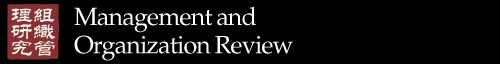 組織管
理研究
Management and
Organization Review